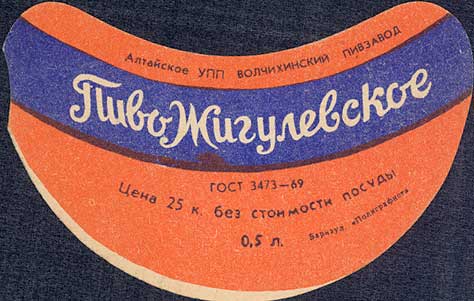 Алтайское УПП ВОЛЧИХИНСКИЙ ПИВЗАВОД
Пиво Жигулевское
ГОСТ 3473—69
Цена 25 к. без стоимости посуды
0,5 л.
Барнаул, «Полиграфист»